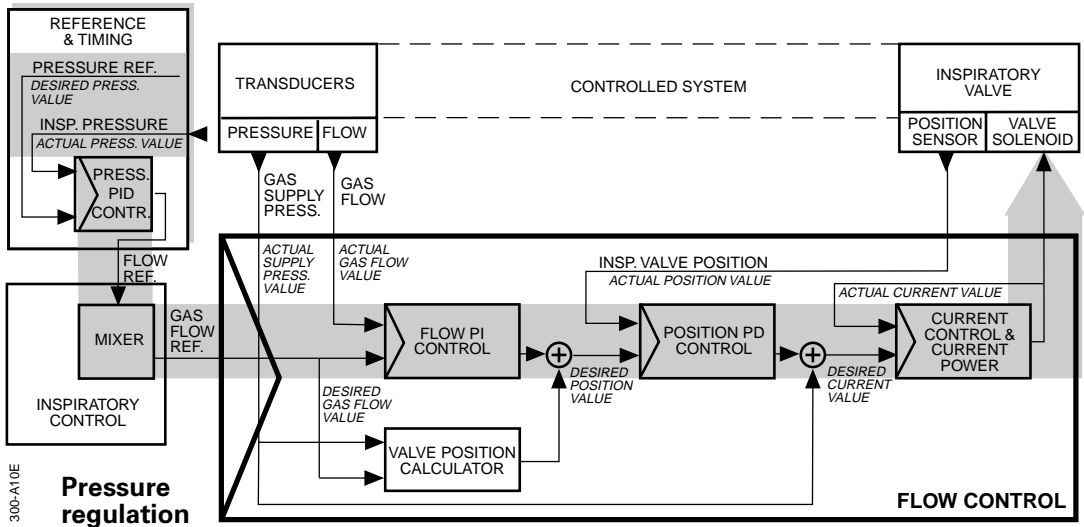 REFERENCE
& TIMING
PRESSURE REF.
DESIRED PRESS.
VALUE
INSP. PRESSURE
ACTUAL PRESS. VALUE
PRESS.
PID
CONTR.
FLOW
REF.
MIXER
INSPIRATORY
CONTROL
GAS
FLOW
REF.
TRANSDUCERS
PRESSURE
FLOW
CONTROLLED SYSTEM
INSPIRATORY
VALVE
POSITION
SENSOR
VALVE
SOLENOID
GAS
SUPPLY
PRESS.
GAS
FLOW
ACTUAL
SUPPLY
PRESS.
VALUE
ACTUAL
GAS FLOW
VALUE
INSP. VALVE POSITION
ACTUAL POSITION VALUE
ACTUAL CURRENT VALUE
FLOW PI
CONTROL
POSITION PD
CONTROL
CURRENT
CONTROL &
CURRENT
POWER
DESIRED
GAS FLOW
VALUE
DESIRED
POSITION
VALUE
DESIRED
CURRENT
VALUE
VALVE POSITION
CALCULATOR
FLOW CONTROL
300-A10E
Pressure
regulation